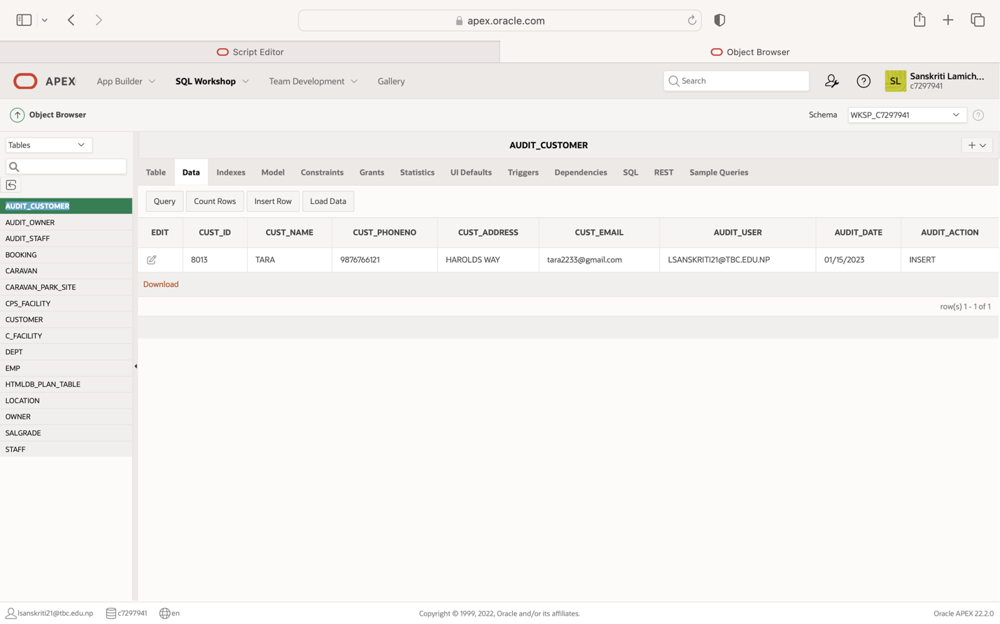 apex.oracle.com
Script Editor
Object Browser
APEX
App Builder
SQL Workshop
Team Development
Gallery
Search
SL
Sanskriti Lamich...
c7297941
Object Browser
Schema
WKSP_C7297941
Tables
AUDIT_CUSTOMER
AUDIT_OWNER
AUDIT_STAFF
BOOKING
CARAVAN
CARAVAN_PARK_SITE
CPS_FACILITY
CUSTOMER
C_FACILITY
DEPT
EMP
HTMLDB_PLAN_TABLE
LOCATION
OWNER
SALGRADE
STAFF
AUDIT_CUSTOMER
Table Data Indexes Model Constraints Grants Statistics UI Defaults Triggers Dependencies SQL REST Sample Queries
Query Count Rows Insert Row Load Data
EDIT CUST_ID CUST_NAME CUST_PHONENO CUST_ADDRESS CUST_EMAIL AUDIT_USER AUDIT_DATE AUDIT_ACTION
8013 TARA 9876766121 HAROLDS WAY tara2233@gmail.com LSANSKRITI21@TBC.EDU.NP 01/15/2023 INSERT
Download
row(s) 1 - 1 of 1
lsanskriti21@tbc.edu.np c7297941 en
Copyright © 1999, 2022, Oracle and/or its affiliates.
Oracle APEX 22.2.0